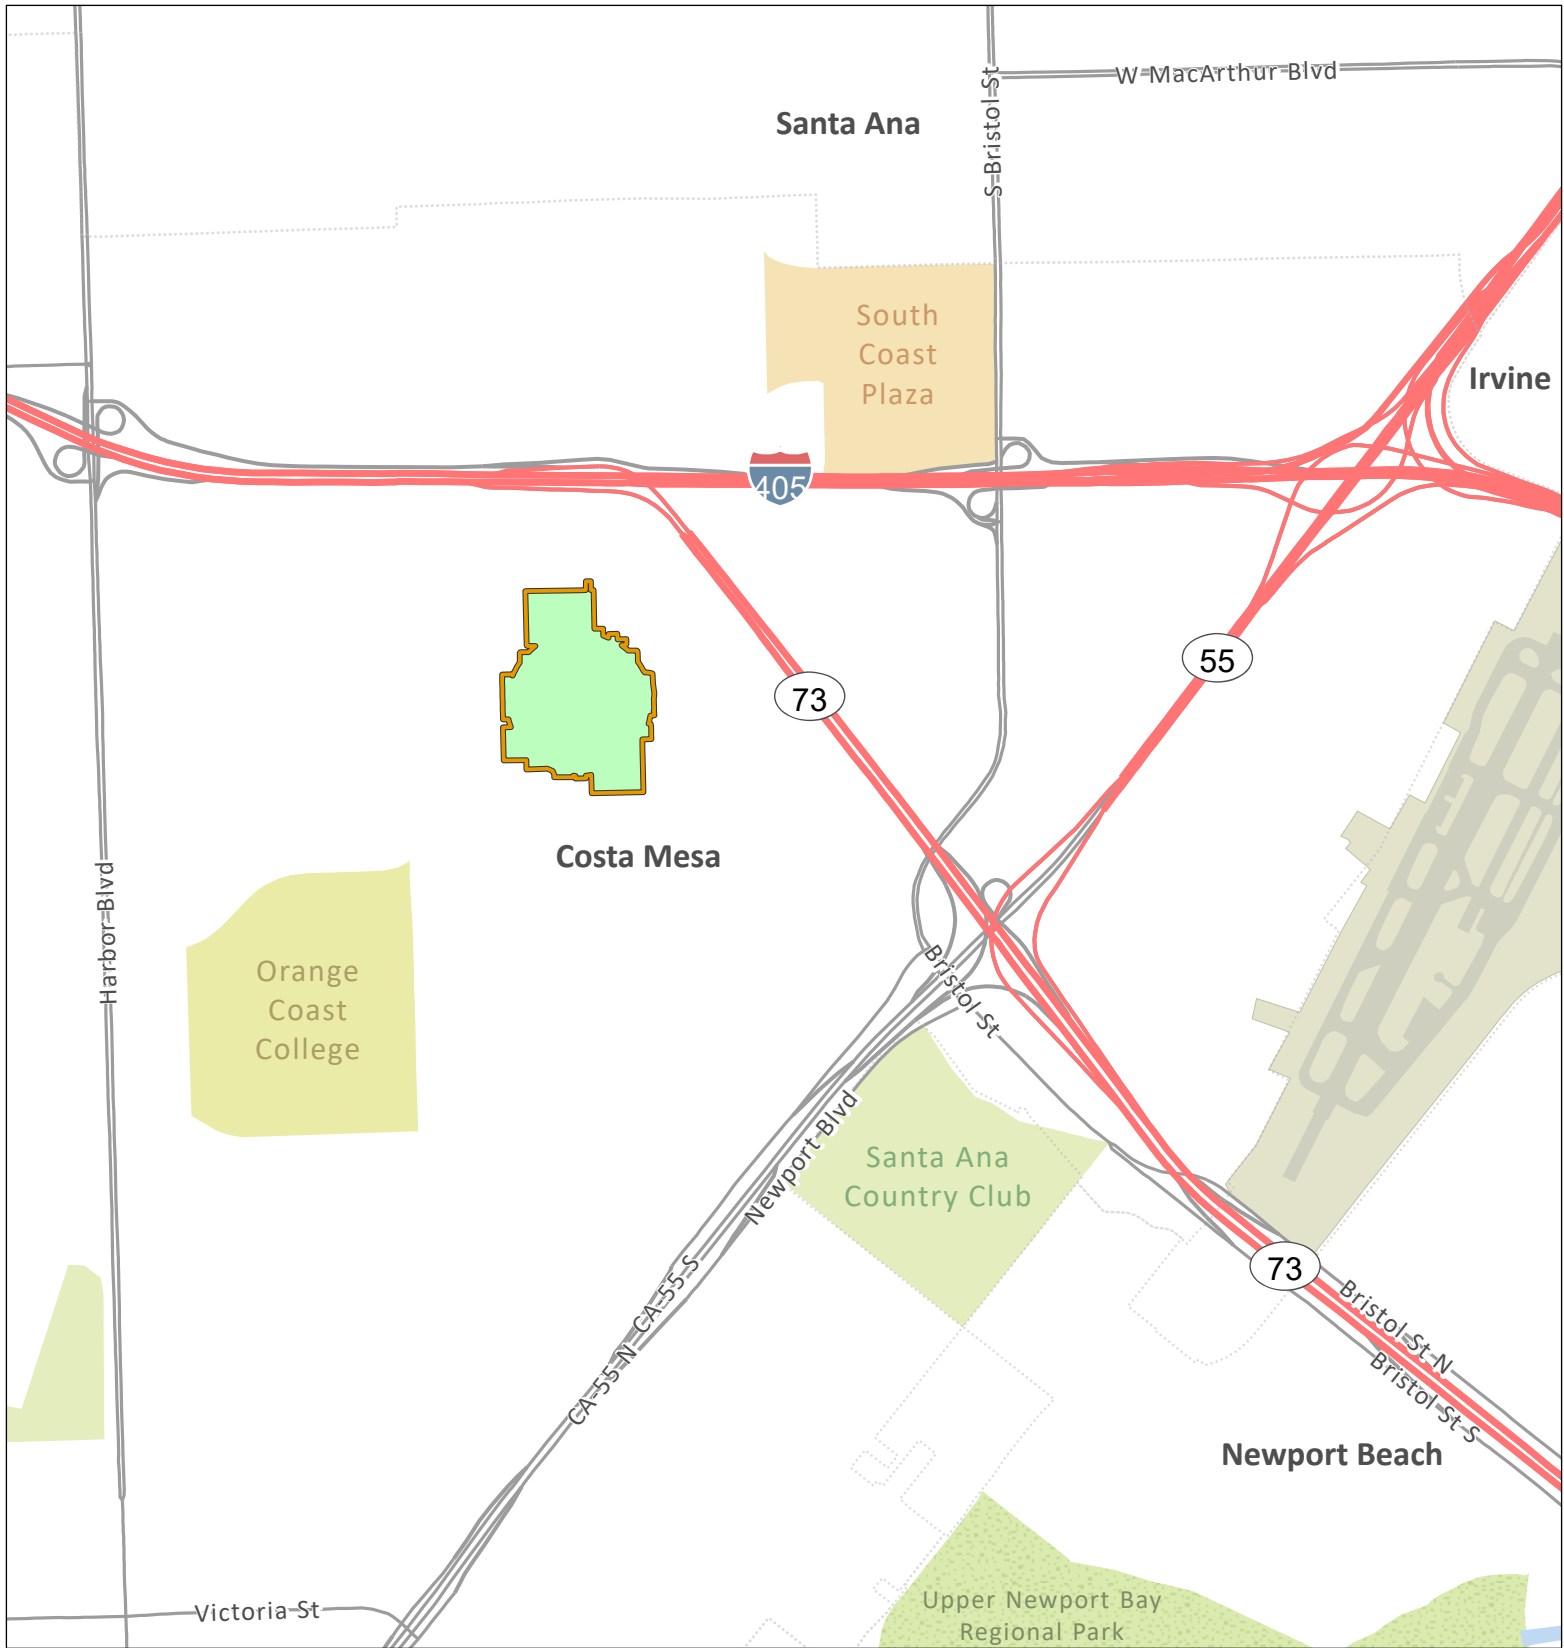 W MacArthur Blvd
S Bristol St
Santa Ana
South
Coast
Plaza
Irvine
405
55
73
Costa Mesa
Harbor Blvd
Orange
Coast
College
Bristol St
Newport Blvd
Santa Ana
Country Club
CA-55 S
CA-55 N
73
Bristol St N
Bristol St S
Newport Beach
Victoria St
Upper Newport Bay
Regional Park